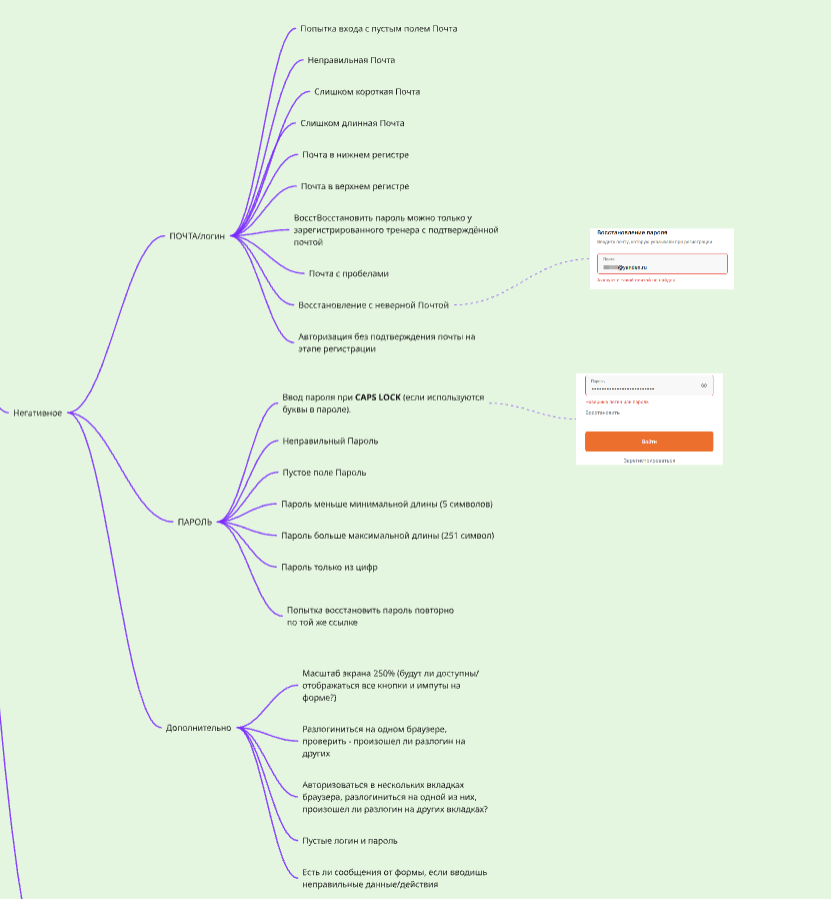 Попытка входа с пустым полем Почта
Неправильная Почта
Слишком короткая Почта
Слишком длинная Почта
Почта в нижнем регистре
Почта в верхнем регистре
ВосстВосстановить пароль можно только у
зарегистрированного тренера с подтверждённой
почтой
ПОЧТА/логин
Почта с пробелами
Восстановление с неверной Почтой
Авторизация без подтверждения почты на
этапе регистрации
Восстановление пароля
Введите почту, которую указывали при регистрации
Почта
@yandex.ru
Аккаунт с такой почтой не найден
Негативное
Ввод пароля при CAPS LOCK (если используются
буквы в пароле).
Неправильный Пароль
Пустое поле Пароль
Пароль меньше минимальной длины (5 символов)
ПАРОЛЬ
Пароль больше максимальной длины (251 символ)
Пароль только из цифр
Попытка восстановить пароль повторно
по той же ссылке
Пароль
логин или пароль
Восстановить
Войти
Зарегистрироваться
Масштаб экрана 250% (будут ли доступны/
отображаться все кнопки и импуты на
форме?)
Дополнительно
Разлогиниться на одном браузере,
проверить - произошел ли разлогин на
других
Авторизоваться в нескольких вкладках
браузера, разлогиниться на одной из них,
произошел ли разлогин на других вкладках?
Пустые логин и пароль
Есть ли сообщения от формы, если вводишь
неправильные данные/действия